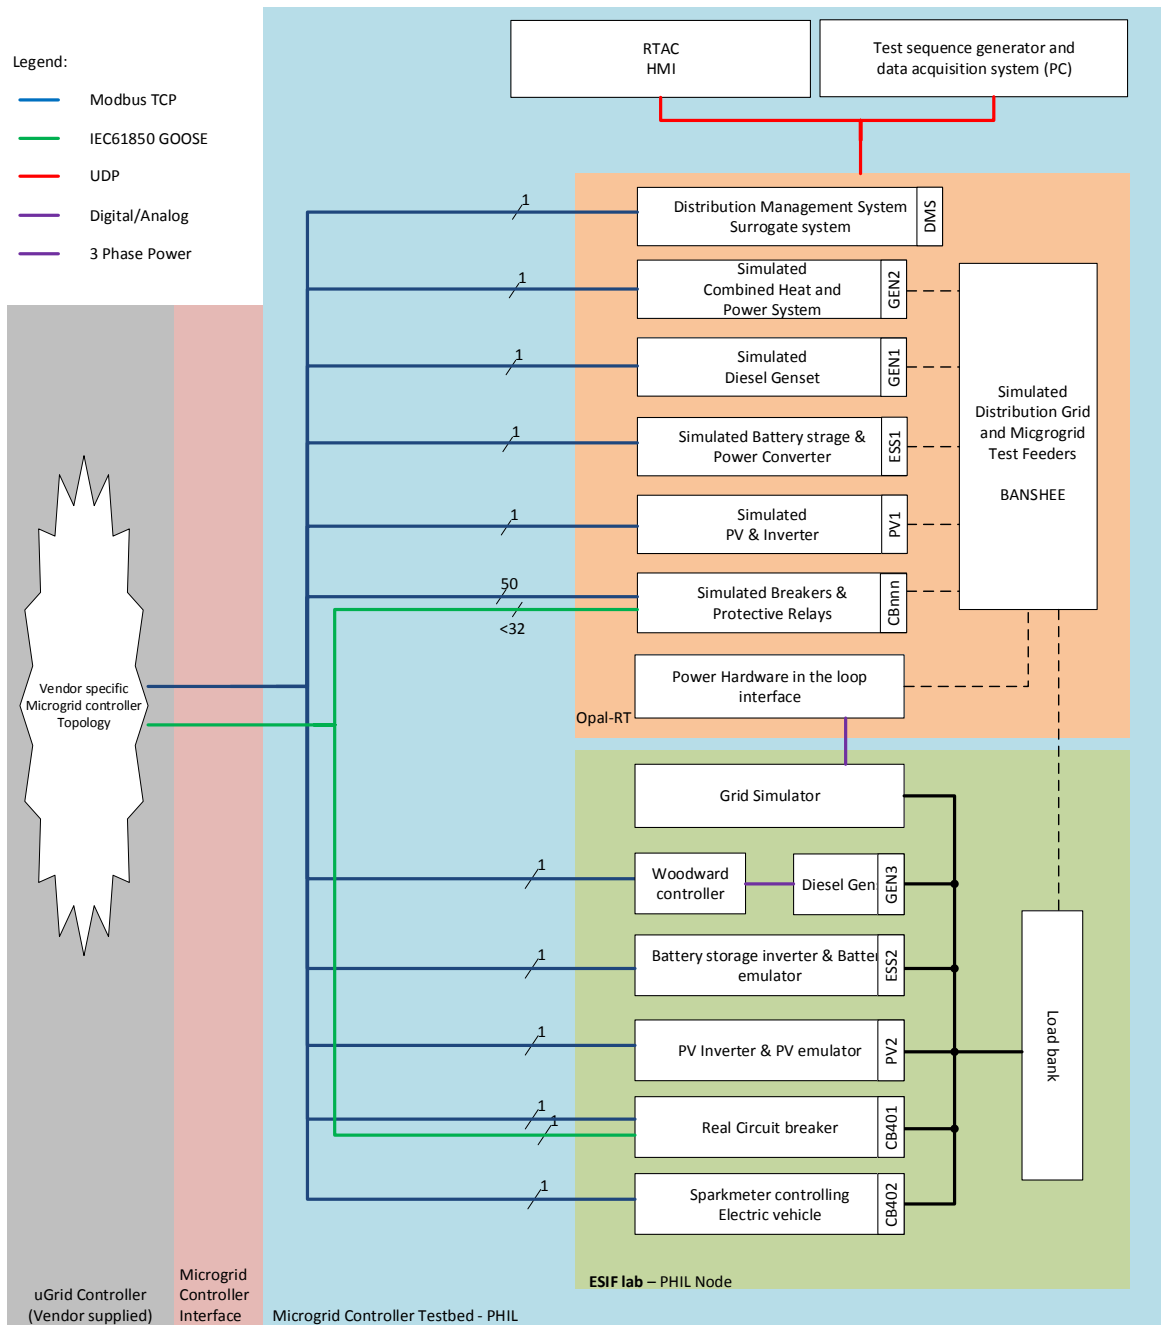 Legend:
Modbus TCP
IEC61850 GOOSE
UDP
Digital/Analog
3 Phase Power
RTAC
HMI
Test sequence generator and
data acquisition system (PC)
1
Distribution Management System
Surrogate system
DMS
1
Simulated
Combined Heat and
Power System
GEN2
1
Simulated
Diesel Genset
GEN1
1
Simulated Battery strage &
Power Converter
ESS1
1
Simulated
PV & Inverter
PV1
50
<32
Simulated Breakers &
Protective Relays
CBnnn
Simulated
Distribution Grid
and Micgrogrid
Test Feeders
BANSHEE
Power Hardware in the loop
interface
Opal-RT
Vendor specific
Microgrid controller
Topology
Grid Simulator
1
Woodward
controller
Diesel Gen
GEN3
1
Battery storage inverter & Batter
emulator
ESS2
1
PV Inverter & PV emulator
PV2
1
1
Real Circuit breaker
CB401
1
Sparkmeter controlling
Electric vehicle
CB402
Load bank
ESIF lab – PHIL Node
uGrid Controller
(Vendor supplied)
Microgrid
Controller
Interface
Microgrid Controller Testbed - PHIL